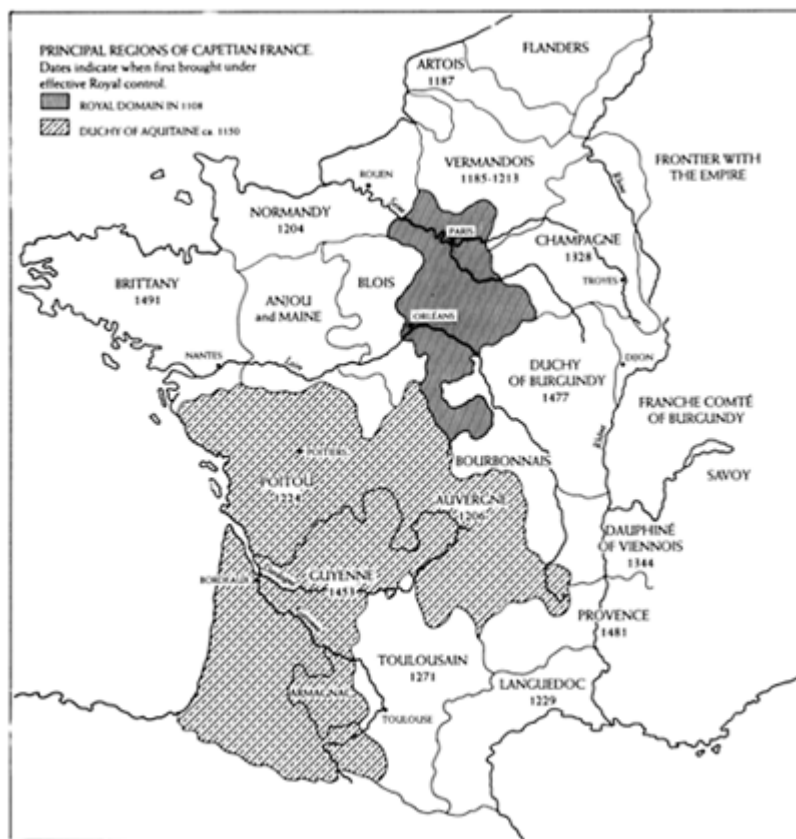 PRINCIPAL REGIONS OF CAPETIAN FRANCE.
Dates indicate when first brought under
effective Royal control.
ROYAL DOMAIN IN 1108
DUCHY OF AQUITAINE ca. 1150
FLANDERS
ARTOIS
1187
VERMANDOIS
1185-1213
FRONTIER WITH
THE EMPIRE
ROUEN
Seine
NORMANDY
1204
PARIS
CHAMPAGNE
1328
TROYES
BRITTANY
1491
ANJOU
and MAINE
BLOIS
ORLÉANS
NANTES
DUCHY
OF BURGUNDY
1477
DIJON
FRANCHE COMTÉ
OF BURGUNDY
SAVOY
POITIERS
POITOU
1224
BOURBONNAIS
AUVERGNE
1206
DAUPHINÉ
OF VIENNOIS
1344
BORDEAUX
GUYENNE
1453
PROVENCE
1481
TOULOUSAIN
1271
LANGUEDOC
1229
ARMAGNAC
TOULOUSE